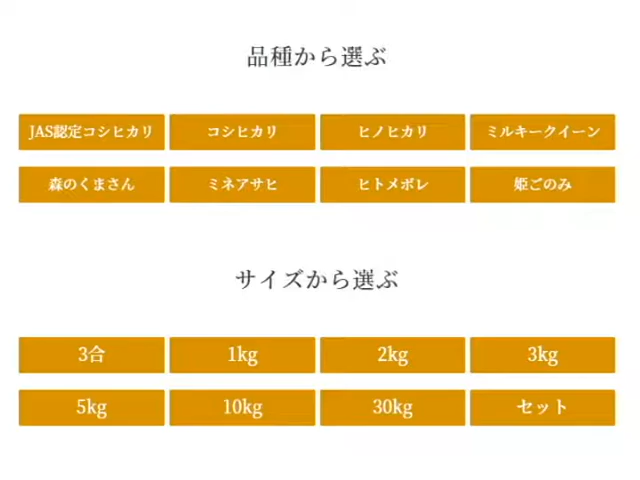 品種から選ぶ
JAS認定コシヒカリ コシヒカリ ヒノヒカリ ミルキークイーン
森のくまさん ミネアサヒ ヒトメボレ 姫ごのみ
サイズから選ぶ
3合 1kg 2kg 3kg
5kg 10kg 30kg セット